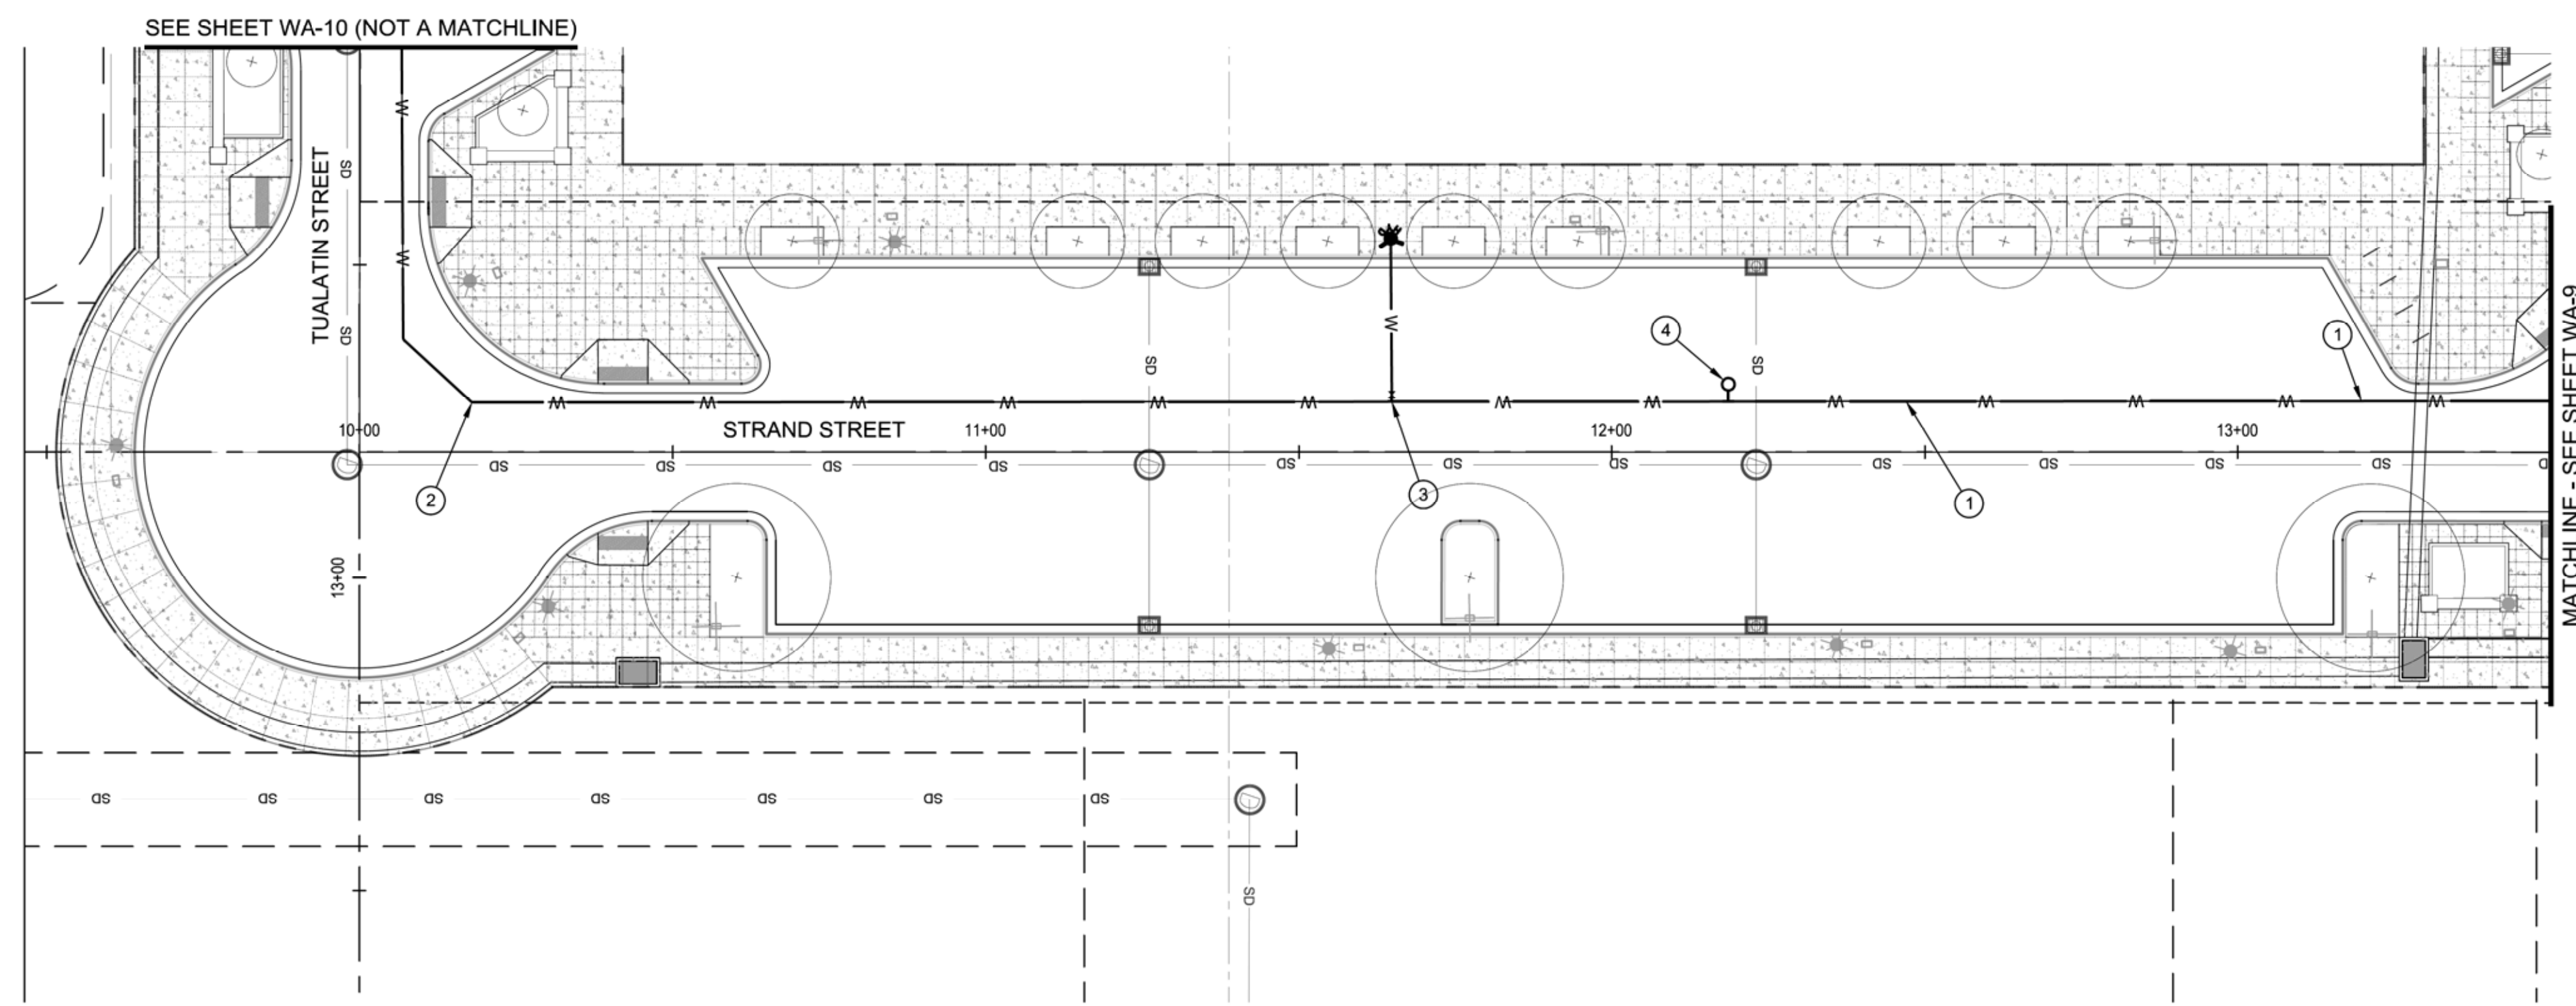 SEE SHEET WA-10 (NOT A MATCHLINE)
W
SD
TUALATIN STREET
W
SD
W
4
1
SD
SD
W W W W W W W W W W W W W
10+00
STRAND STREET
11+00
12+00
13+00
SD SD SD SD SD SD SD SD SD SD SD
2
3
1
MATCHLINE - SEE SHEET WA-9
13+00
SD SD SD SD SD SD SD
SD